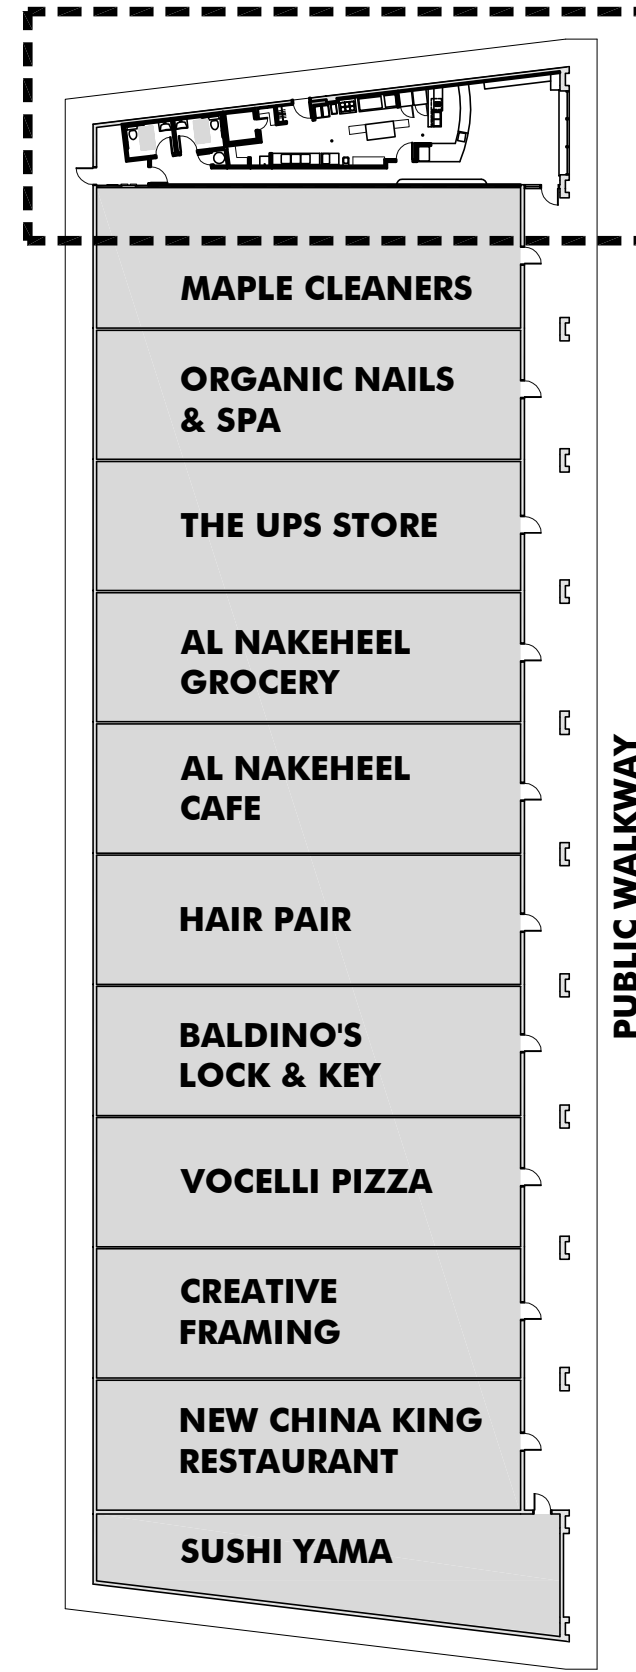 MAPLE CLEANERS
ORGANIC NAILS
& SPA
THE UPS STORE
AL NAKEHEEL
GROCERY
AL NAKEHEEL
CAFE
HAIR PAIR
BALDINO'S
LOCK & KEY
VOCELLI PIZZA
CREATIVE
FRAMING
NEW CHINA KING
RESTAURANT
SUSHI YAMA
PUBLIC WALKWAY